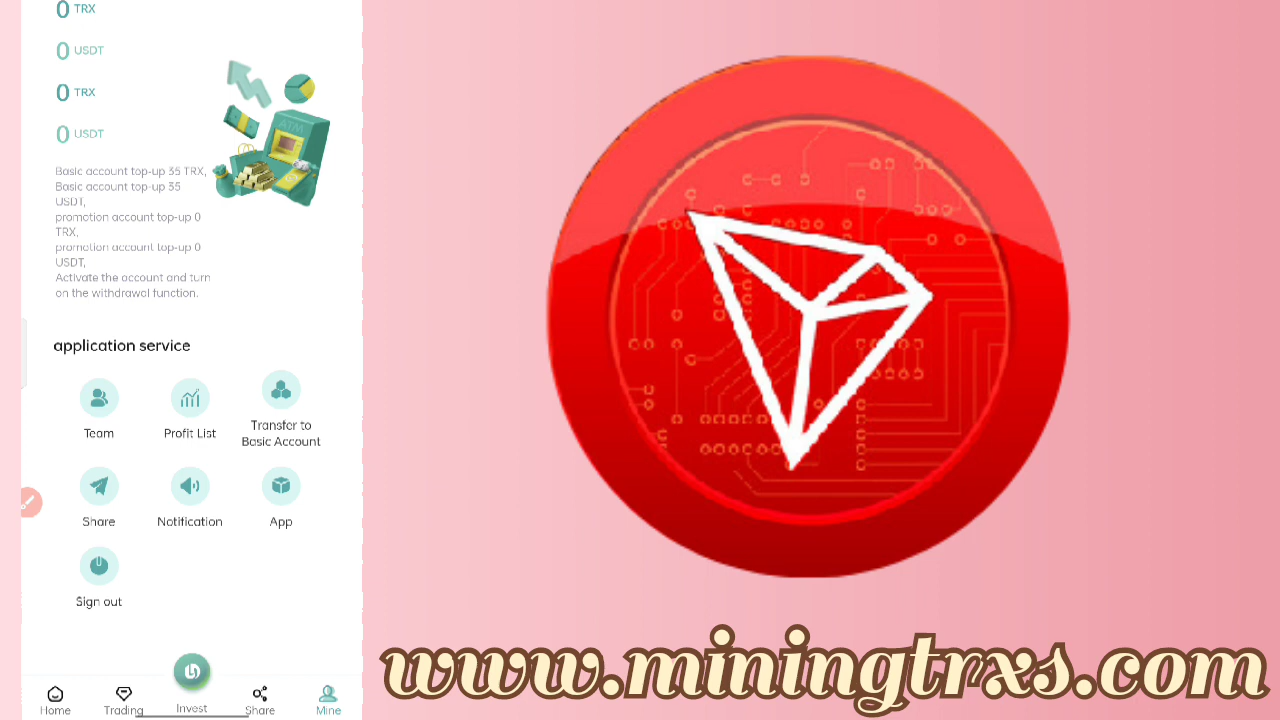 0 TRX
0 USDT
0 TRX
0 USDT
ATM
Basic account top-up 35 TRX,
Basic account top-up 35
USDT,
promotion account top-up 0
TRX,
promotion account top-up 0
USDT,
Activate the account and turn
on the withdrawal function.
application service
Team
Profit List
Transfer to
Basic Account
Share
Notification
App
Sign out
Home
Trading
Invest
Share
Mine
www.miningtrxs.com